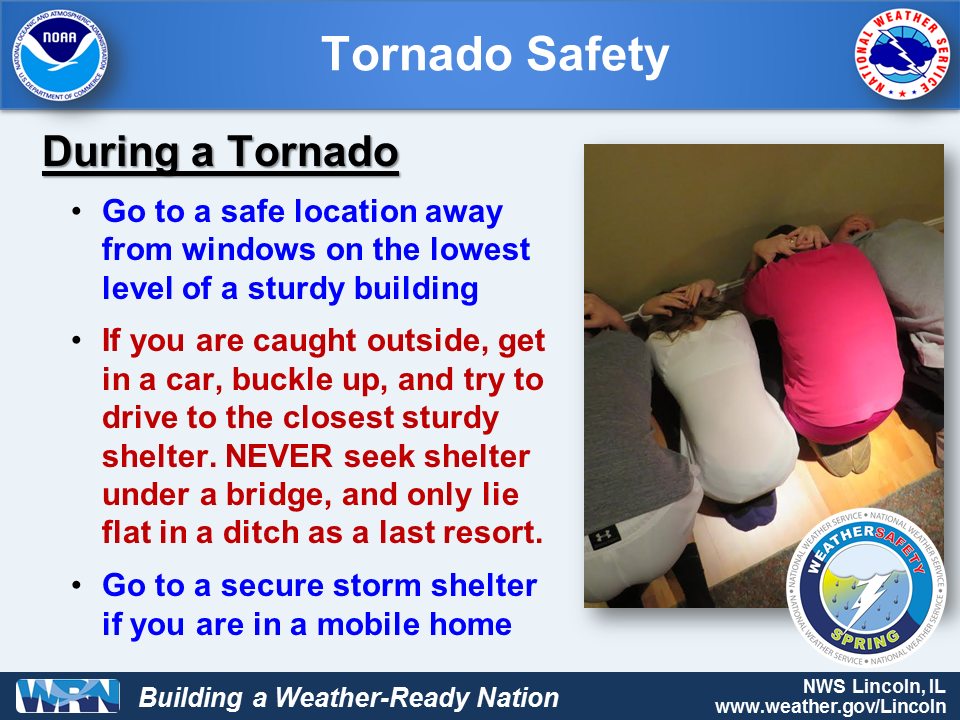 NATIONAL OCEANIC AND ATMOSPHERIC ADMINISTRATION
NOAA
U.S. DEPARTMENT OF COMMERCE
Tornado Safety
NATIONAL WEATHER SERVICE
During a Tornado
• Go to a safe location away
from windows on the lowest
level of a sturdy building
• If you are caught outside, get
in a car, buckle up, and try to
drive to the closest sturdy
shelter. NEVER seek shelter
under a bridge, and only lie
flat in a ditch as a last resort.
• Go to a secure storm shelter
if you are in a mobile home
NATIONAL WEATHER SERVICE • NATIONAL WEATHER SERVICE • NATIONAL WEATHER SERVICE • NATIONAL WEATHER SERVICE •
WEATHER SAFETY
SPRING
WRN
Building a Weather-Ready Nation
NWS Lincoln, IL
www.weather.gov/Lincoln